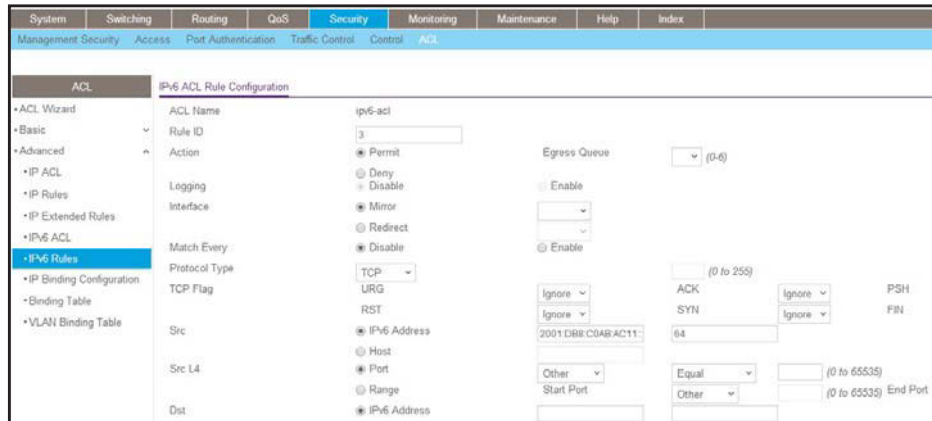 System Switching Routing QoS Security Monitoring Maintenance Help Index
Management Security Access Port Authentication Traffic Control Control ACL
ACL IPv6 ACL Rule Configuration
• ACL Wizard ACL Name ipv6-acl
• Basic Rule ID 3
• Advanced Action Permit Egress Queue (0-6)
• IP ACL Deny
• IP Rules Logging Disable Enable
• IP Extended Rules Interface Mirror
• IPv6 ACL Redirect
• IPv6 Rules Match Every Disable Enable
• IP Binding Configuration Protocol Type TCP (0 to 255)
• Binding Table TCP Flag URG Ignore ACK Ignore PSH
• VLAN Binding Table RST Ignore SYN Ignore FIN
Src IPv6 Address 2001:DB8:C0AB:AC11: 64
Host
Src L4 Port Other Equal (0 to 65535)
Range Start Port Other (0 to 65535) End Port
Dst IPv6 Address